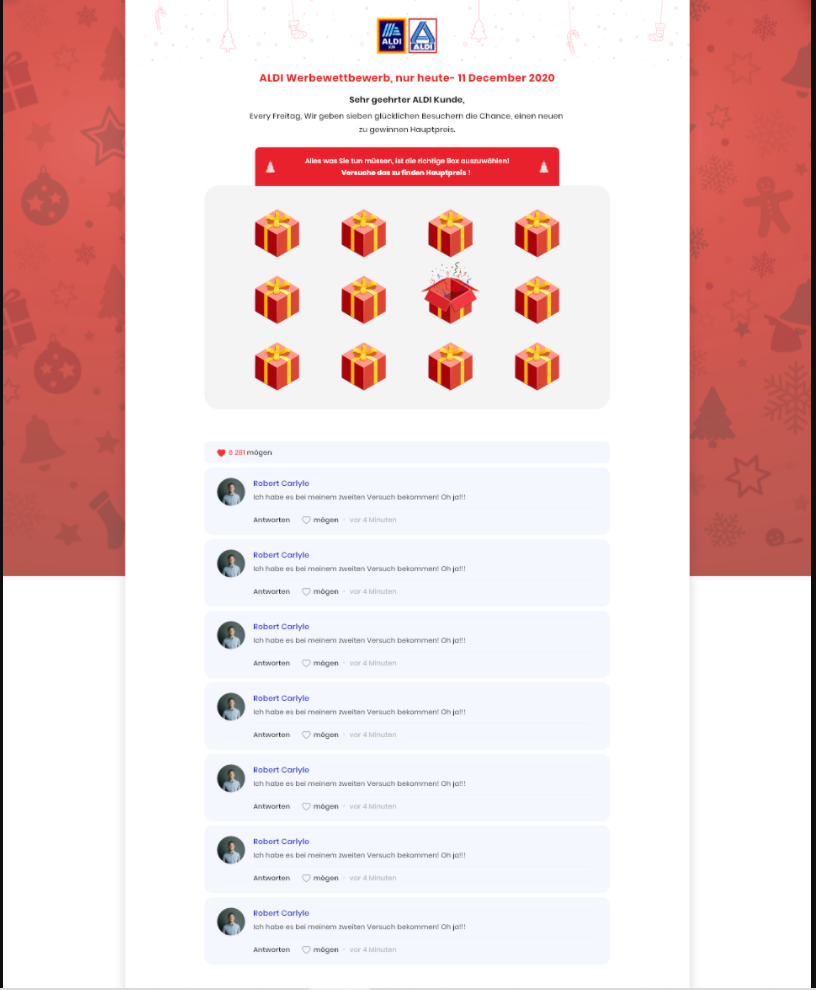 ALDI
SÜD
ALDI
ALDI Werbewettbewerb, nur heute- 11 December 2020
Sehr geehrter ALDI Kunde,
Every Freitag, Wir geben sieben glücklichen Besuchern die Chance, einen neuen
zu gewinnen Hauptpreis.
Alles was Sie tun müssen, ist die richtige Box auszuwählen!
Versuche das zu finden Hauptpreis !
6 281 mögen
Robert Carlyle
Ich habe es bei meinem zweiten Versuch bekommen! Oh ja!!!
Antworten mögen · vor 4 Minuten
Robert Carlyle
Ich habe es bei meinem zweiten Versuch bekommen! Oh ja!!!
Antworten mögen · vor 4 Minuten
Robert Carlyle
Ich habe es bei meinem zweiten Versuch bekommen! Oh ja!!!
Antworten mögen · vor 4 Minuten
Robert Carlyle
Ich habe es bei meinem zweiten Versuch bekommen! Oh ja!!!
Antworten mögen · vor 4 Minuten
Robert Carlyle
Ich habe es bei meinem zweiten Versuch bekommen! Oh ja!!!
Antworten mögen · vor 4 Minuten
Robert Carlyle
Ich habe es bei meinem zweiten Versuch bekommen! Oh ja!!!
Antworten mögen · vor 4 Minuten
Robert Carlyle
Ich habe es bei meinem zweiten Versuch bekommen! Oh ja!!!
Antworten mögen · vor 4 Minuten